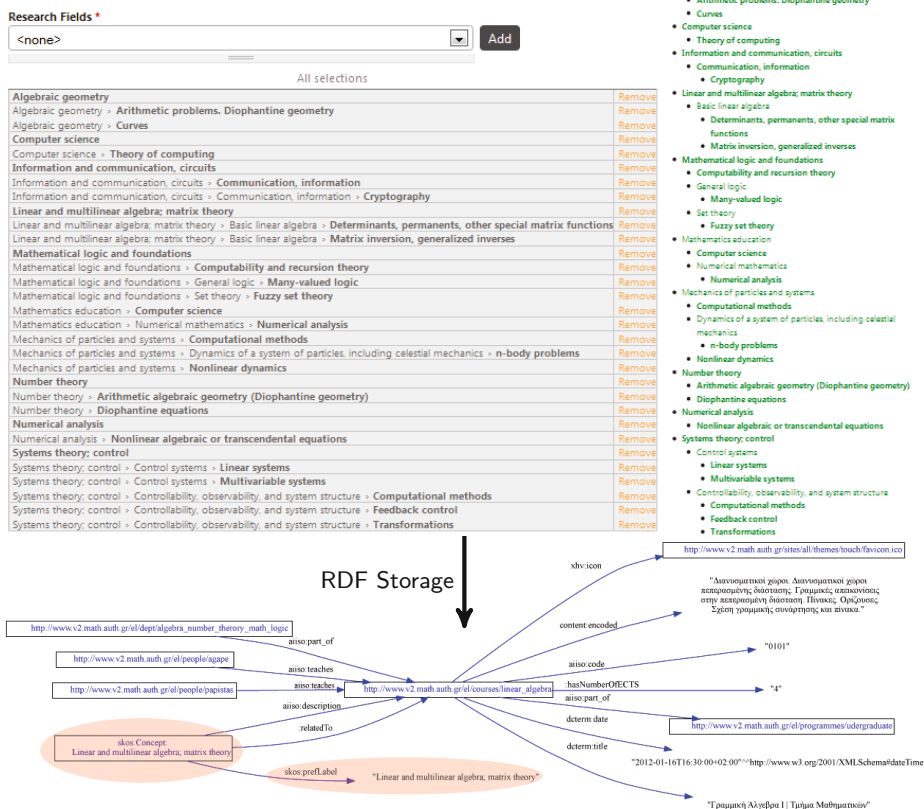 Research Fields *
<none>
Add
All selections
Algebraic geometry Remove
Algebraic geometry › Arithmetic problems. Diophantine geometry Remove
Algebraic geometry › Curves Remove
Computer science Remove
Computer science › Theory of computing Remove
Information and communication, circuits Remove
Information and communication, circuits › Communication, information Remove
Information and communication, circuits › Communication, information › Cryptography Remove
Linear and multilinear algebra; matrix theory Remove
Linear and multilinear algebra; matrix theory › Basic linear algebra › Determinants, permanents, other special matrix functions Remove
Linear and multilinear algebra; matrix theory › Basic linear algebra › Matrix inversion, generalized inverses Remove
Mathematical logic and foundations Remove
Mathematical logic and foundations › Computability and recursion theory Remove
Mathematical logic and foundations › General logic › Many-valued logic Remove
Mathematical logic and foundations › Set theory › Fuzzy set theory Remove
Mathematics education › Computer science Remove
Mathematics education › Numerical mathematics › Numerical analysis Remove
Mechanics of particles and systems › Computational methods Remove
Mechanics of particles and systems › Dynamics of a system of particles, including celestial mechanics › n-body problems Remove
Mechanics of particles and systems › Nonlinear dynamics Remove
Number theory Remove
Number theory › Arithmetic algebraic geometry (Diophantine geometry) Remove
Number theory › Diophantine equations Remove
Numerical analysis Remove
Numerical analysis › Nonlinear algebraic or transcendental equations Remove
Systems theory; control Remove
Systems theory; control › Control systems › Linear systems Remove
Systems theory; control › Control systems › Multivariable systems Remove
Systems theory; control › Controllability, observability, and system structure › Computational methods Remove
Systems theory; control › Controllability, observability, and system structure › Feedback control Remove
Systems theory; control › Controllability, observability, and system structure › Transformations Remove
Arithmetic problems. Diophantine geometry
Curves
Computer science
Theory of computing
Information and communication, circuits
Communication, information
Cryptography
Linear and multilinear algebra; matrix theory
Basic linear algebra
Determinants, permanents, other special matrix
functions
Matrix inversion, generalized inverses
Mathematical logic and foundations
Computability and recursion theory
General logic
Many-valued logic
Set theory
Fuzzy set theory
Mathematics education
Computer science
Numerical mathematics
Numerical analysis
Mechanics of particles and systems
Computational methods
Dynamics of a system of particles, including celestial
mechanics
n-body problems
Nonlinear dynamics
Number theory
Arithmetic algebraic geometry (Diophantine geometry)
Diophantine equations
Numerical analysis
Nonlinear algebraic or transcendental equations
Systems theory; control
Control systems
Linear systems
Multivariable systems
Controllability, observability, and system structure
Computational methods
Feedback control
Transformations
RDF Storage
http://www.v2.math.auth.gr/sites/all/themes/touch/favicon.ico
xhv:icon
"Διανυσματικοί χώροι. Διανυσματικοί χώροι
πεπερασμένης διάστασης. Γραμμικές απεικονίσεις
στην πεπερασμένη διάσταση. Πίνακες. Ορίζουσες.
Σχέση γραμμικής συνάρτησης και πίνακα."
content:encoded
http://www.v2.math.auth.gr/el/dept/algebra_number_therory_math_logic
aiiso:part_of
"0101"
aiiso:code
http://www.v2.math.auth.gr/el/people/agape
aiiso:teaches
http://www.v2.math.auth.gr/el/people/papistas
aiiso:teaches
http://www.v2.math.auth.gr/el/courses/linear_algebra
:hasNumberOfECTS
"4"
aiiso:part_of
http://www.v2.math.auth.gr/el/programmes/udergraduate
aiiso:description
:relatedTo
dcterm:date
skos:Concept:
Linear and multilinear algebra; matrix theory
dcterm:title
"2012-01-16T16:30:00+02:00"^^http://www.w3.org/2001/XMLSchema#dateTime
skos:prefLabel
"Linear and multilinear algebra; matrix theory"
"Γραμμική Άλγεβρα Ι | Τμήμα Μαθηματικών"